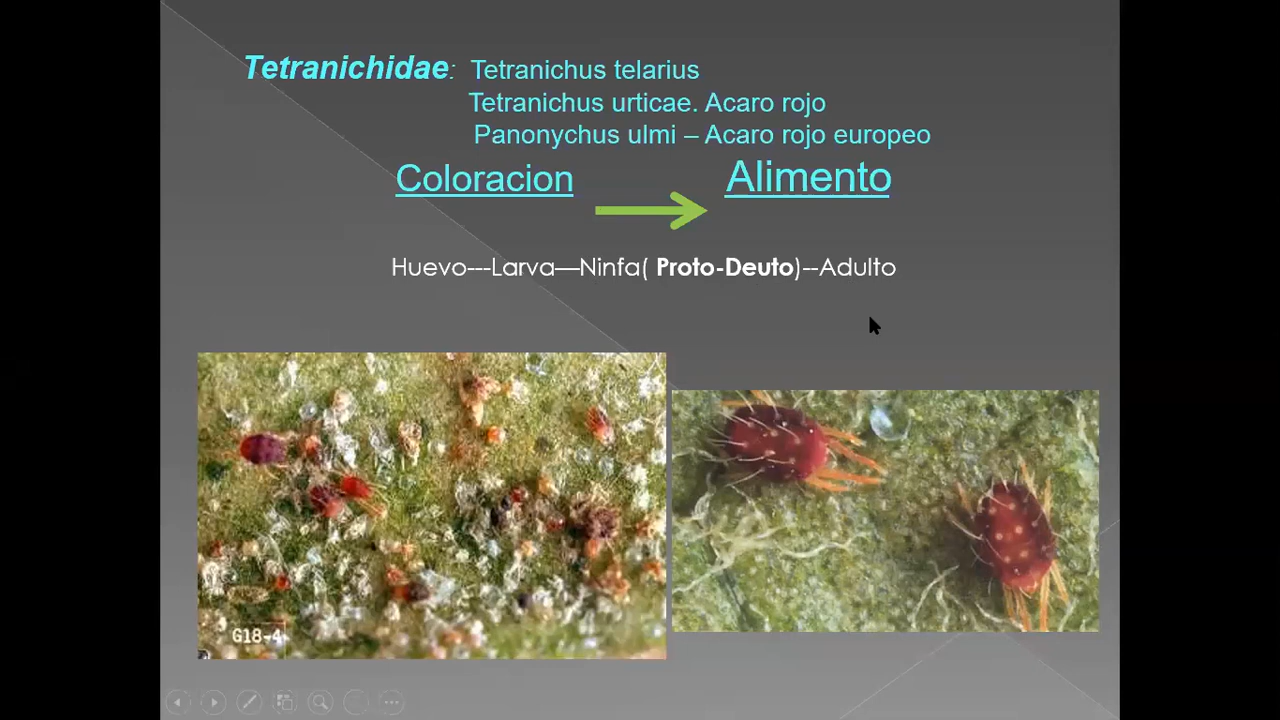 Tetranichidae: Tetranichus telarius
Tetranichus urticae. Acaro rojo
Panonychus ulmi – Acaro rojo europeo
Coloracion Alimento
Huevo---Larva—Ninfa( Proto-Deuto)--Adulto
G18-4